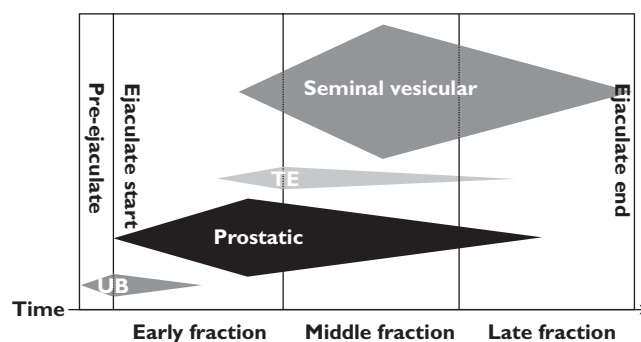 Pre-ejaculate
Ejaculate start
Seminal vesicular
Ejaculate end
TE
Prostatic
UB
Time
Early fraction
Middle fraction
Late fraction